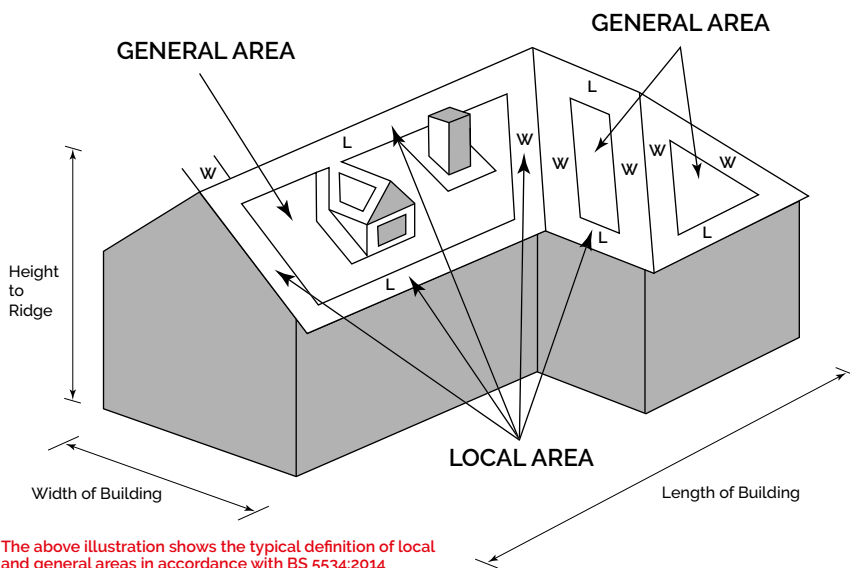 GENERAL AREA
GENERAL AREA
L
L
W
W
W
W
W
W
L
L
L
Height
to
Ridge
LOCAL AREA
Width of Building
Length of Building
The above illustration shows the typical definition of local
and general areas in accordance with BS 5534:2014